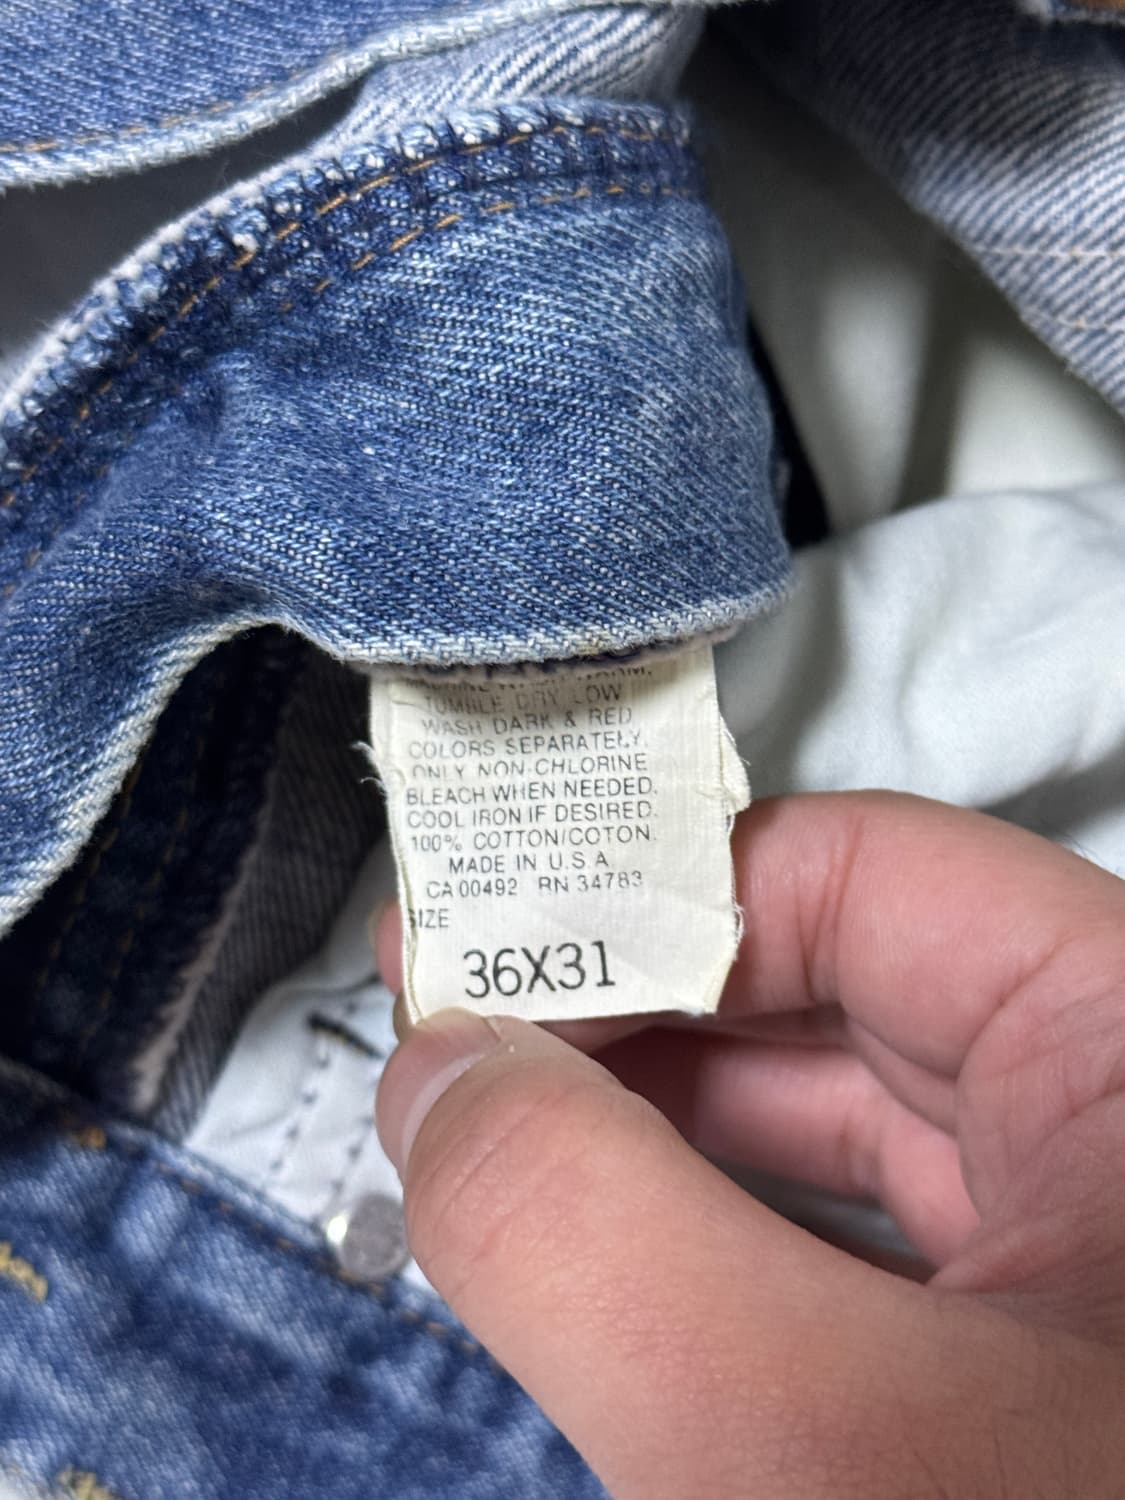 WARM,
TUMBLE DRY LOW
WASH DARK & RED
COLORS SEPARATELY.
ONLY NON-CHLORINE
BLEACH WHEN NEEDED.
COOL IRON IF DESIRED.
100% COTTON/COTON.
MADE IN U.S.A.
CA 00492 RN 34783
SIZE
36X31